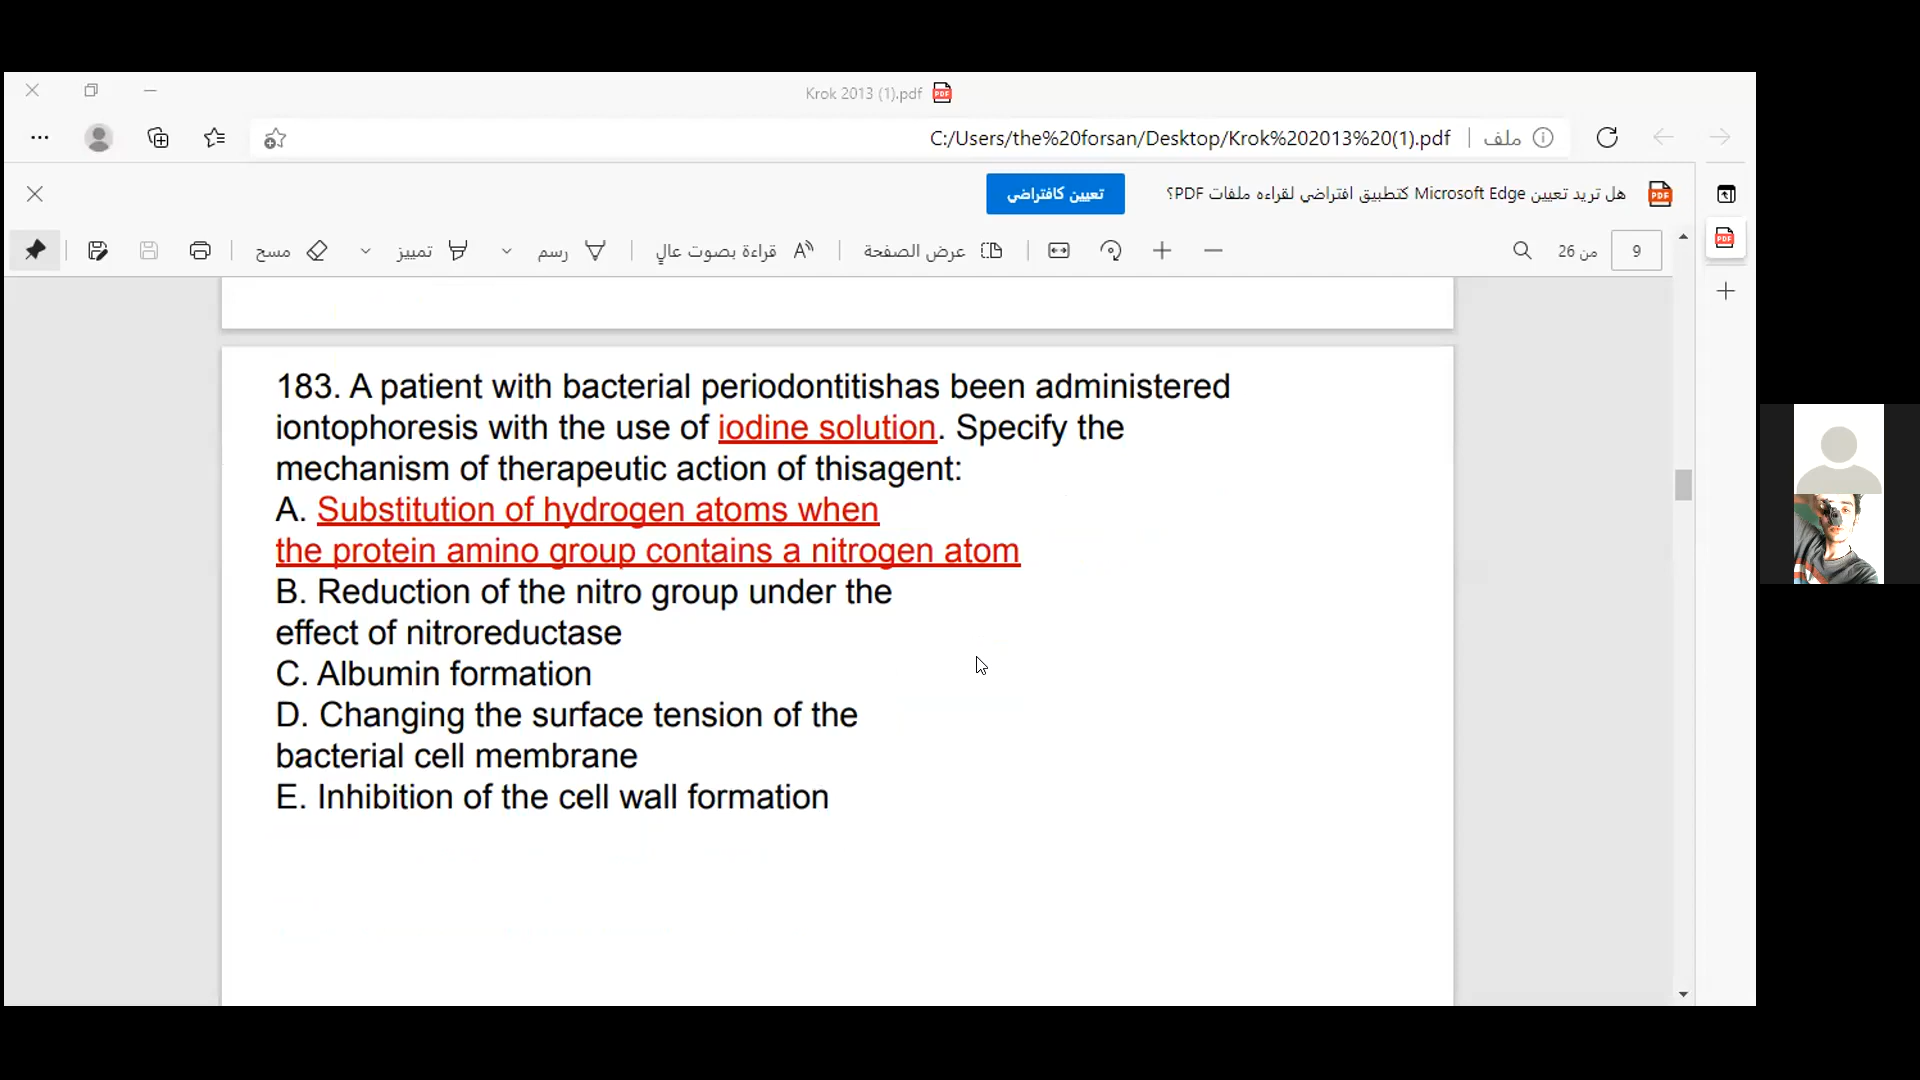 Krok 2013 (1).pdf
C:/Users/the%20forsan/Desktop/Krok%202013%20(1).pdf
ملف
هل تريد تعيين Microsoft Edge كتطبيق افتراضي لقراءه ملفات PDF؟
تعيين كافتراضي
9
من 26
عرض الصفحة
قراءة بصوت عالٍ
رسم
تمييز
مسح
183. A patient with bacterial periodontitishas been administered
iontophoresis with the use of iodine solution. Specify the
mechanism of therapeutic action of thisagent:
A. Substitution of hydrogen atoms when
the protein amino group contains a nitrogen atom
B. Reduction of the nitro group under the
effect of nitroreductase
C. Albumin formation
D. Changing the surface tension of the
bacterial cell membrane
E. Inhibition of the cell wall formation